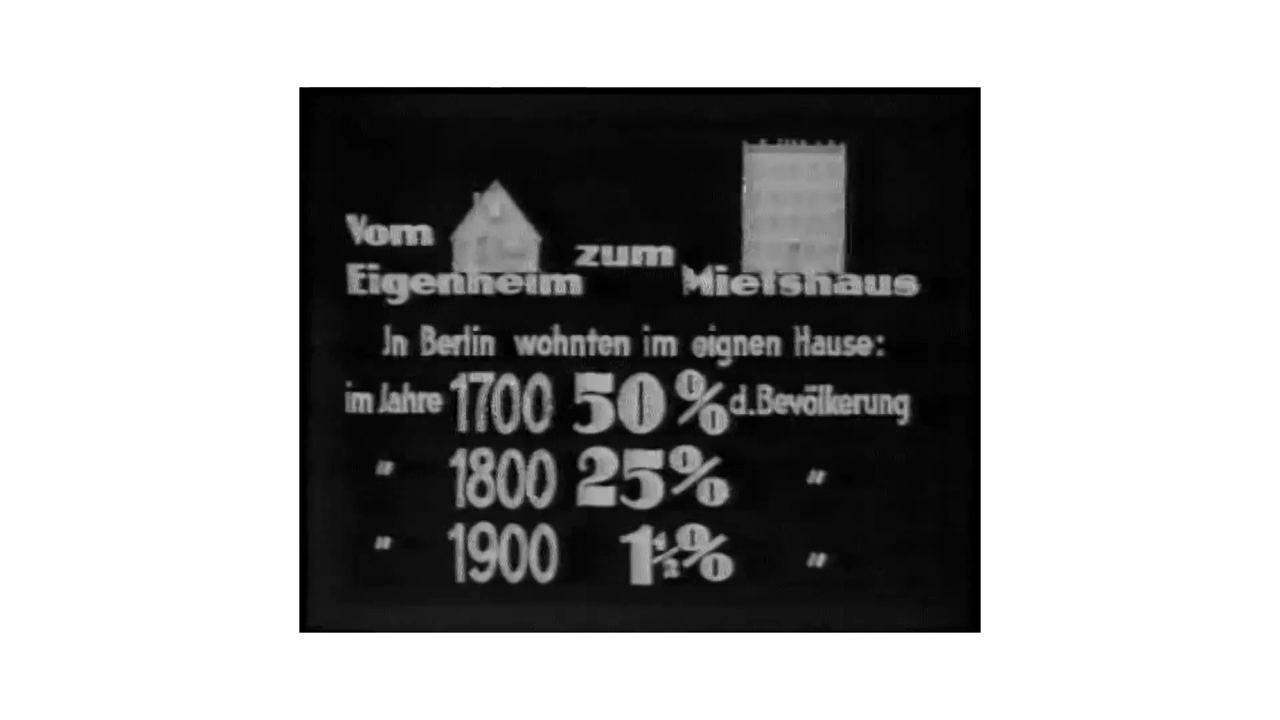 Vom zum
Eigenheim Mietshaus
Jn Berlin wohnten im eignen Hause:
im Jahre 1700 50% d. Bevölkerung
" 1800 25% "
" 1900 1½% "